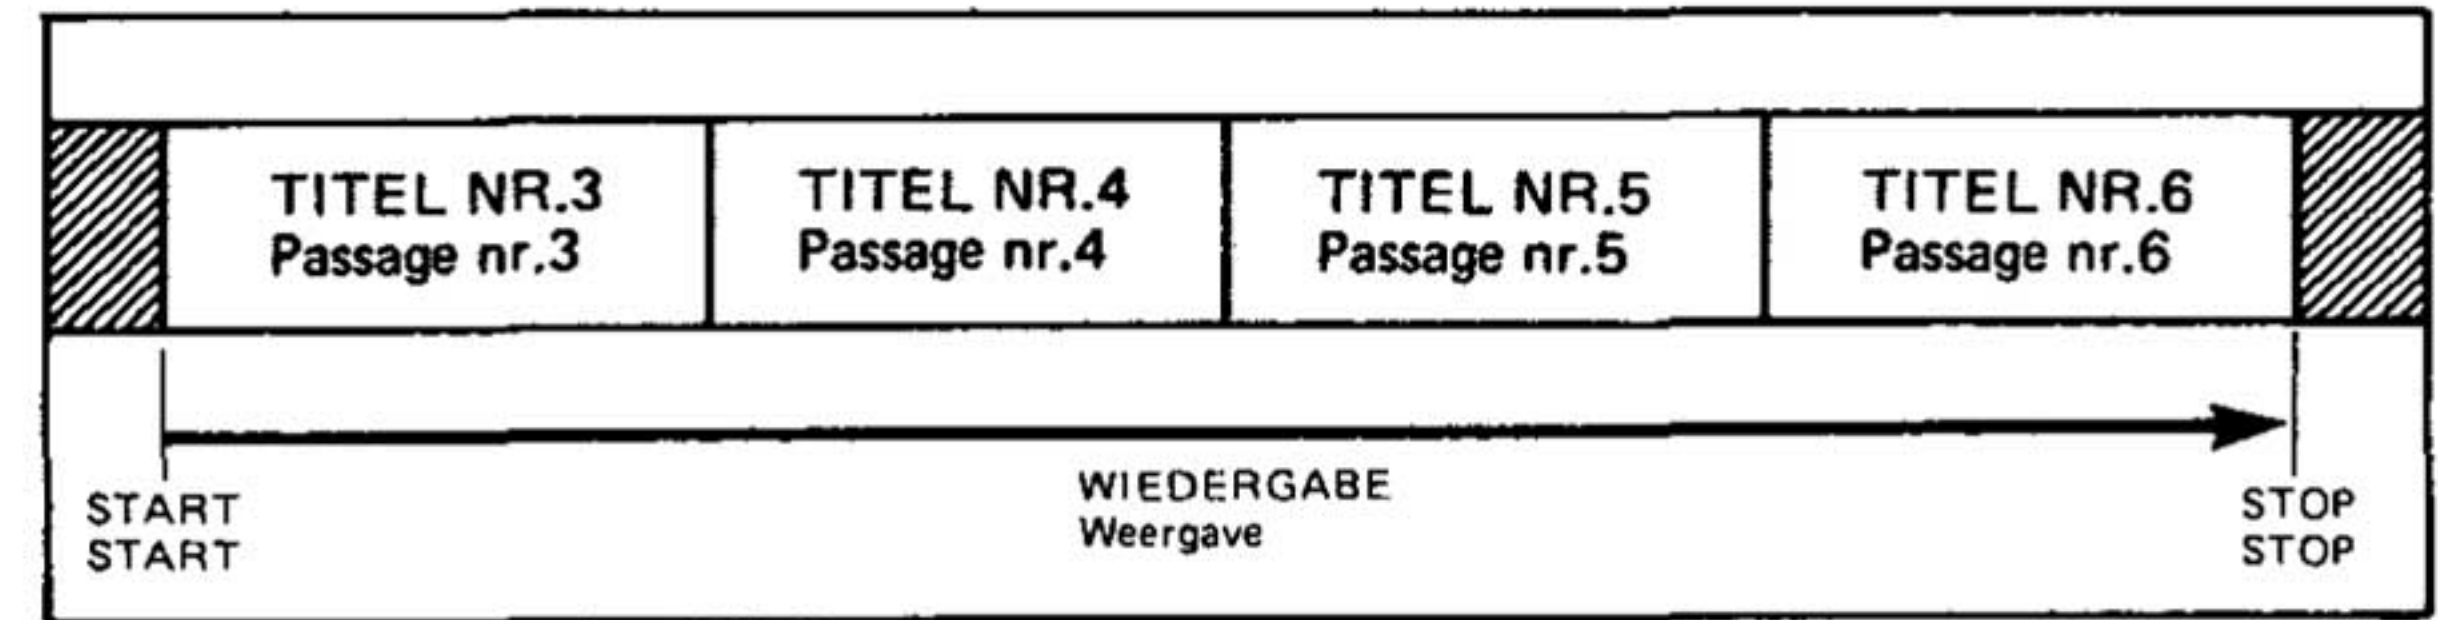 TITEL NR.3
Passage nr.3
TITEL NR.4
Passage nr.4
TITEL NR.5
Passage nr.5
TITEL NR.6
Passage nr.6
START
START
WIEDERGABE
Weergave
STOP
STOP